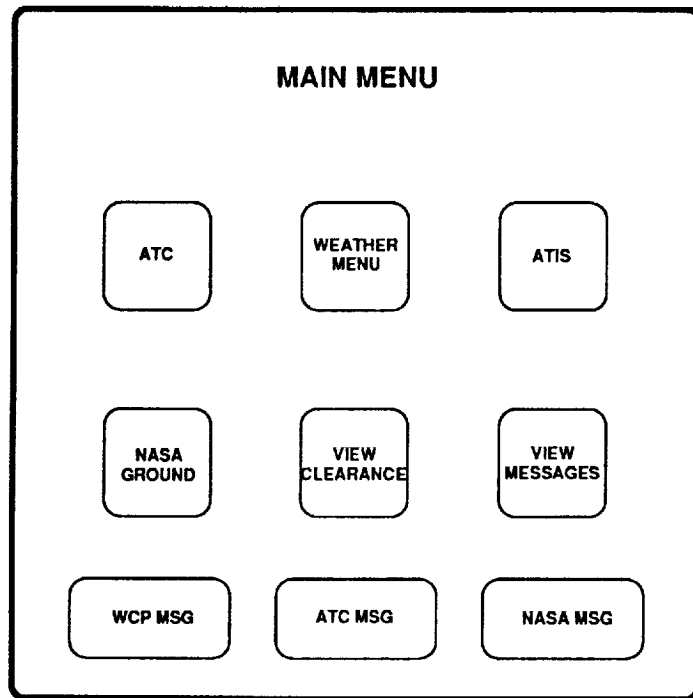 MAIN MENU
ATC
WEATHER
MENU
ATIS
NASA
GROUND
VIEW
CLEARANCE
VIEW
MESSAGES
WCP MSG
ATC MSG
NASA MSG